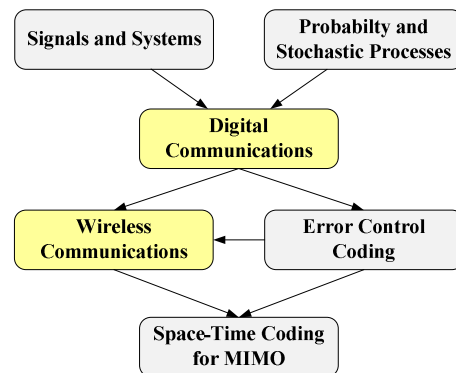 Signals and Systems
Probabilty and
Stochastic Processes
Digital
Communications
Wireless
Communications
Error Control
Coding
Space-Time Coding
for MIMO